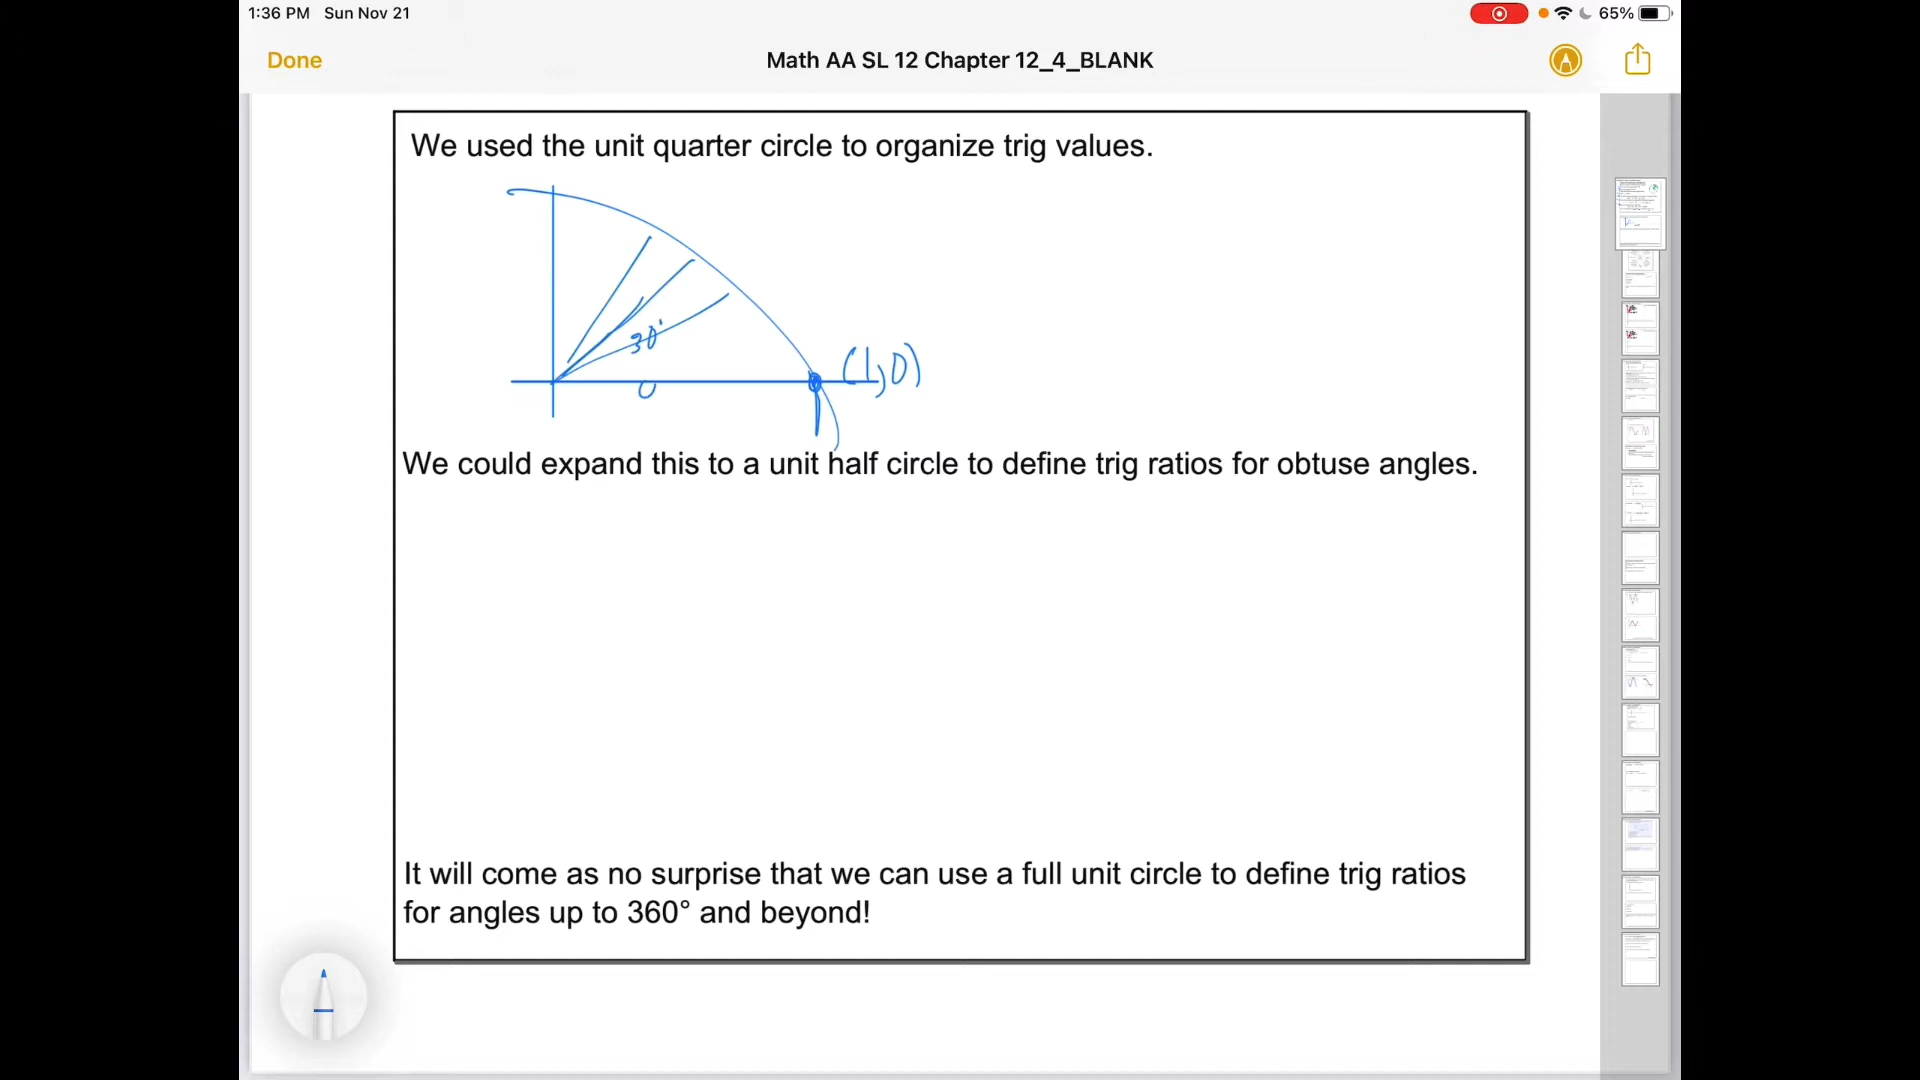 1:36 PM Sun Nov 21
65%
Done
Math AA SL 12 Chapter 12_4_BLANK
We used the unit quarter circle to organize trig values.
30°
(1,0)
0
We could expand this to a unit half circle to define trig ratios for obtuse angles.
It will come as no surprise that we can use a full unit circle to define trig ratios
for angles up to 360° and beyond!